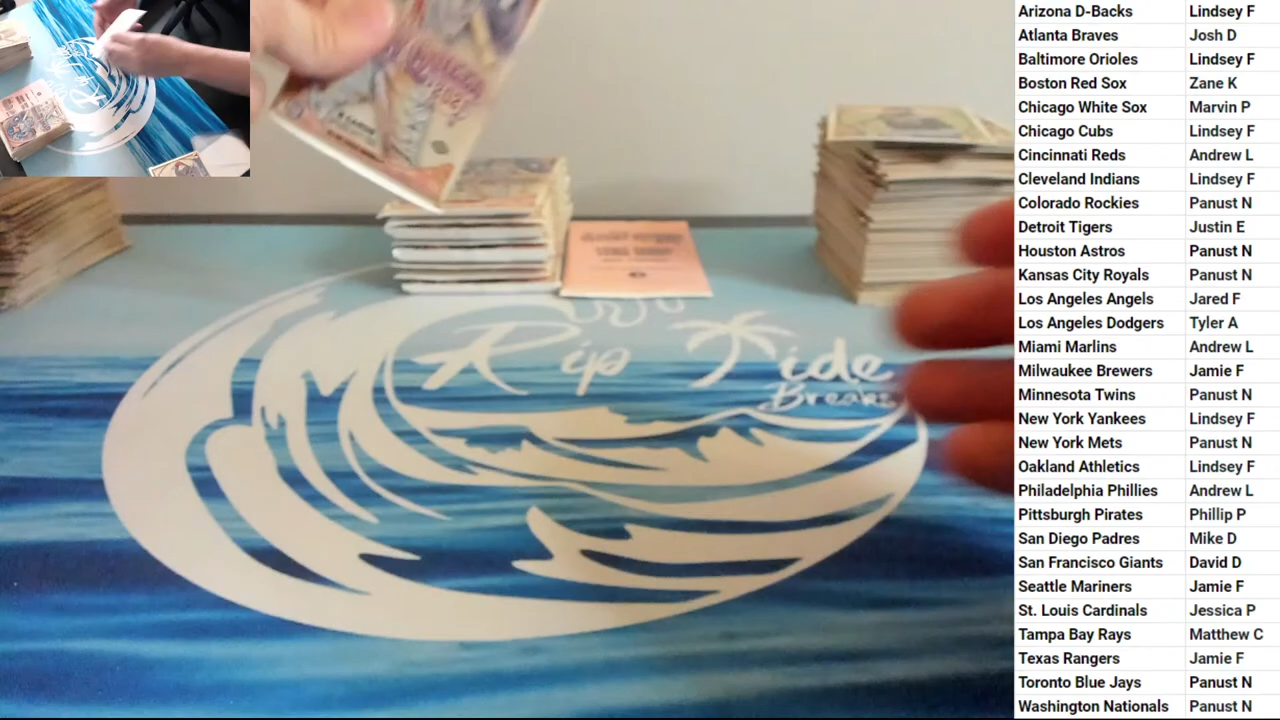 Rip Tide
Breaks
Arizona D-Backs Lindsey F
Atlanta Braves Josh D
Baltimore Orioles Lindsey F
Boston Red Sox Zane K
Chicago White Sox Marvin P
Chicago Cubs Lindsey F
Cincinnati Reds Andrew L
Cleveland Indians Lindsey F
Colorado Rockies Panust N
Detroit Tigers Justin E
Houston Astros Panust N
Kansas City Royals Panust N
Los Angeles Angels Jared F
Los Angeles Dodgers Tyler A
Miami Marlins Andrew L
Milwaukee Brewers Jamie F
Minnesota Twins Panust N
New York Yankees Lindsey F
New York Mets Panust N
Oakland Athletics Lindsey F
Philadelphia Phillies Andrew L
Pittsburgh Pirates Phillip P
San Diego Padres Mike D
San Francisco Giants David D
Seattle Mariners Jamie F
St. Louis Cardinals Jessica P
Tampa Bay Rays Matthew C
Texas Rangers Jamie F
Toronto Blue Jays Panust N
Washington Nationals Panust N